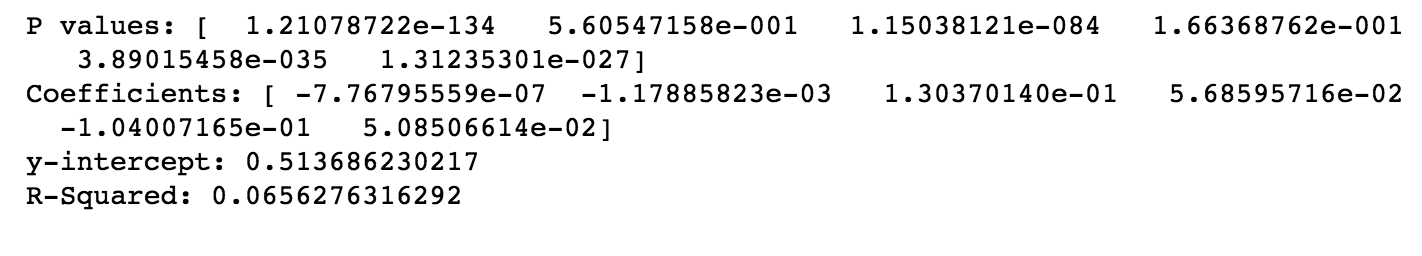 P values: [  1.21078722e-134   5.60547158e-001   1.15038121e-084   1.66368762e-001
   3.89015458e-035   1.31235301e-027]
Coefficients: [ -7.76795559e-07  -1.17885823e-03   1.30370140e-01   5.68595716e-02
  -1.04007165e-01   5.08506614e-02]
y-intercept: 0.513686230217
R-Squared: 0.0656276316292